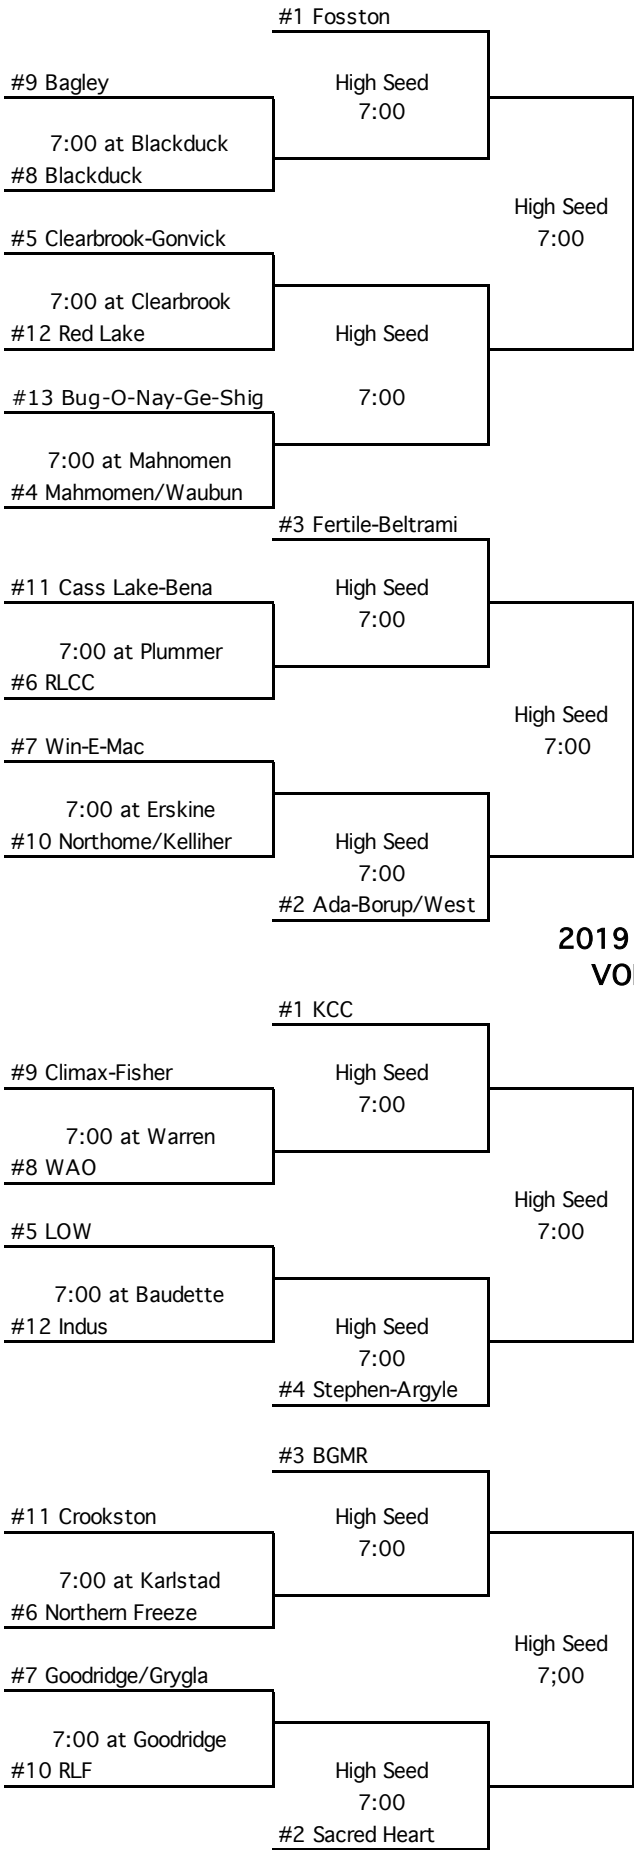 #1 Fosston
#9 Bagley
High Seed
7:00
7:00 at Blackduck
#8 Blackduck
High Seed
7:00
#5 Clearbrook-Gonvick
7:00 at Clearbrook
#12 Red Lake
High Seed
7:00
#13 Bug-O-Nay-Ge-Shig
7:00 at Mahnomen
#4 Mahmomen/Waubun
#3 Fertile-Beltrami
#11 Cass Lake-Bena
High Seed
7:00
7:00 at Plummer
#6 RLCC
High Seed
7:00
#7 Win-E-Mac
7:00 at Erskine
#10 Northome/Kelliher
High Seed
7:00
#2 Ada-Borup/West
2019
#1 KCC
#9 Climax-Fisher
High Seed
7:00
7:00 at Warren
#8 WAO
High Seed
7:00
#5 LOW
7:00 at Baudette
#12 Indus
High Seed
7:00
#4 Stephen-Argyle
#3 BGMR
#11 Crookston
High Seed
7:00
7:00 at Karlstad
#6 Northern Freeze
High Seed
7;00
#7 Goodridge/Grygla
7:00 at Goodridge
#10 RLF
High Seed
7:00
#2 Sacred Heart